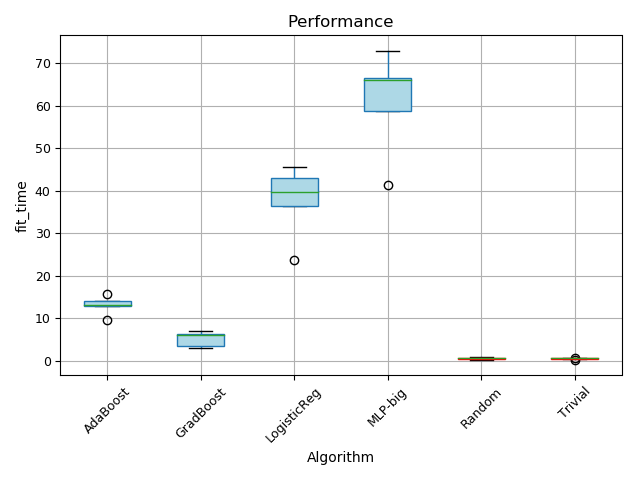 Performance
fit_time
70
60
50
40
30
20
10
0
AdaBoost
GradBoost
LogisticReg
MLP-big
Random
Trivial
Algorithm